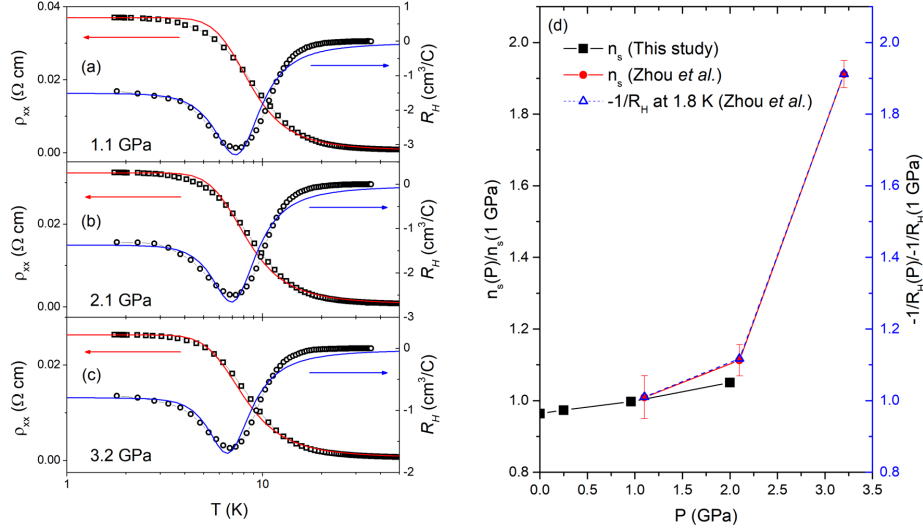 0.04
0.02
0.00
ρxx (Ω cm)
(a)
1.1 GPa
1
0
-1
-2
-3
RH (cm³/C)
0.02
0.00
ρxx (Ω cm)
(b)
2.1 GPa
0
-1
-2
-3
RH (cm³/C)
0.02
0.00
ρxx (Ω cm)
(c)
3.2 GPa
0
-1
-2
RH (cm³/C)
1
10
T (K)
(d)
ns (This study)
ns (Zhou et al.)
-1/RH at 1.8 K (Zhou et al.)
2.0
1.8
1.6
1.4
1.2
1.0
0.8
ns(P)/ns(1 GPa)
2.0
1.8
1.6
1.4
1.2
1.0
0.8
-1/RH(P)/-1/RH(1 GPa)
0.0 0.5 1.0 1.5 2.0 2.5 3.0 3.5
P (GPa)